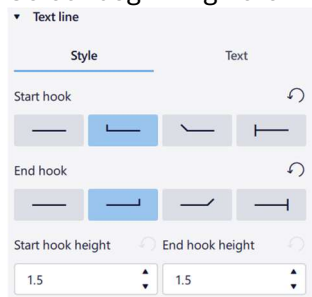 Text line
Style Text
Start hook
End hook
Start hook height End hook height
1.5 1.5